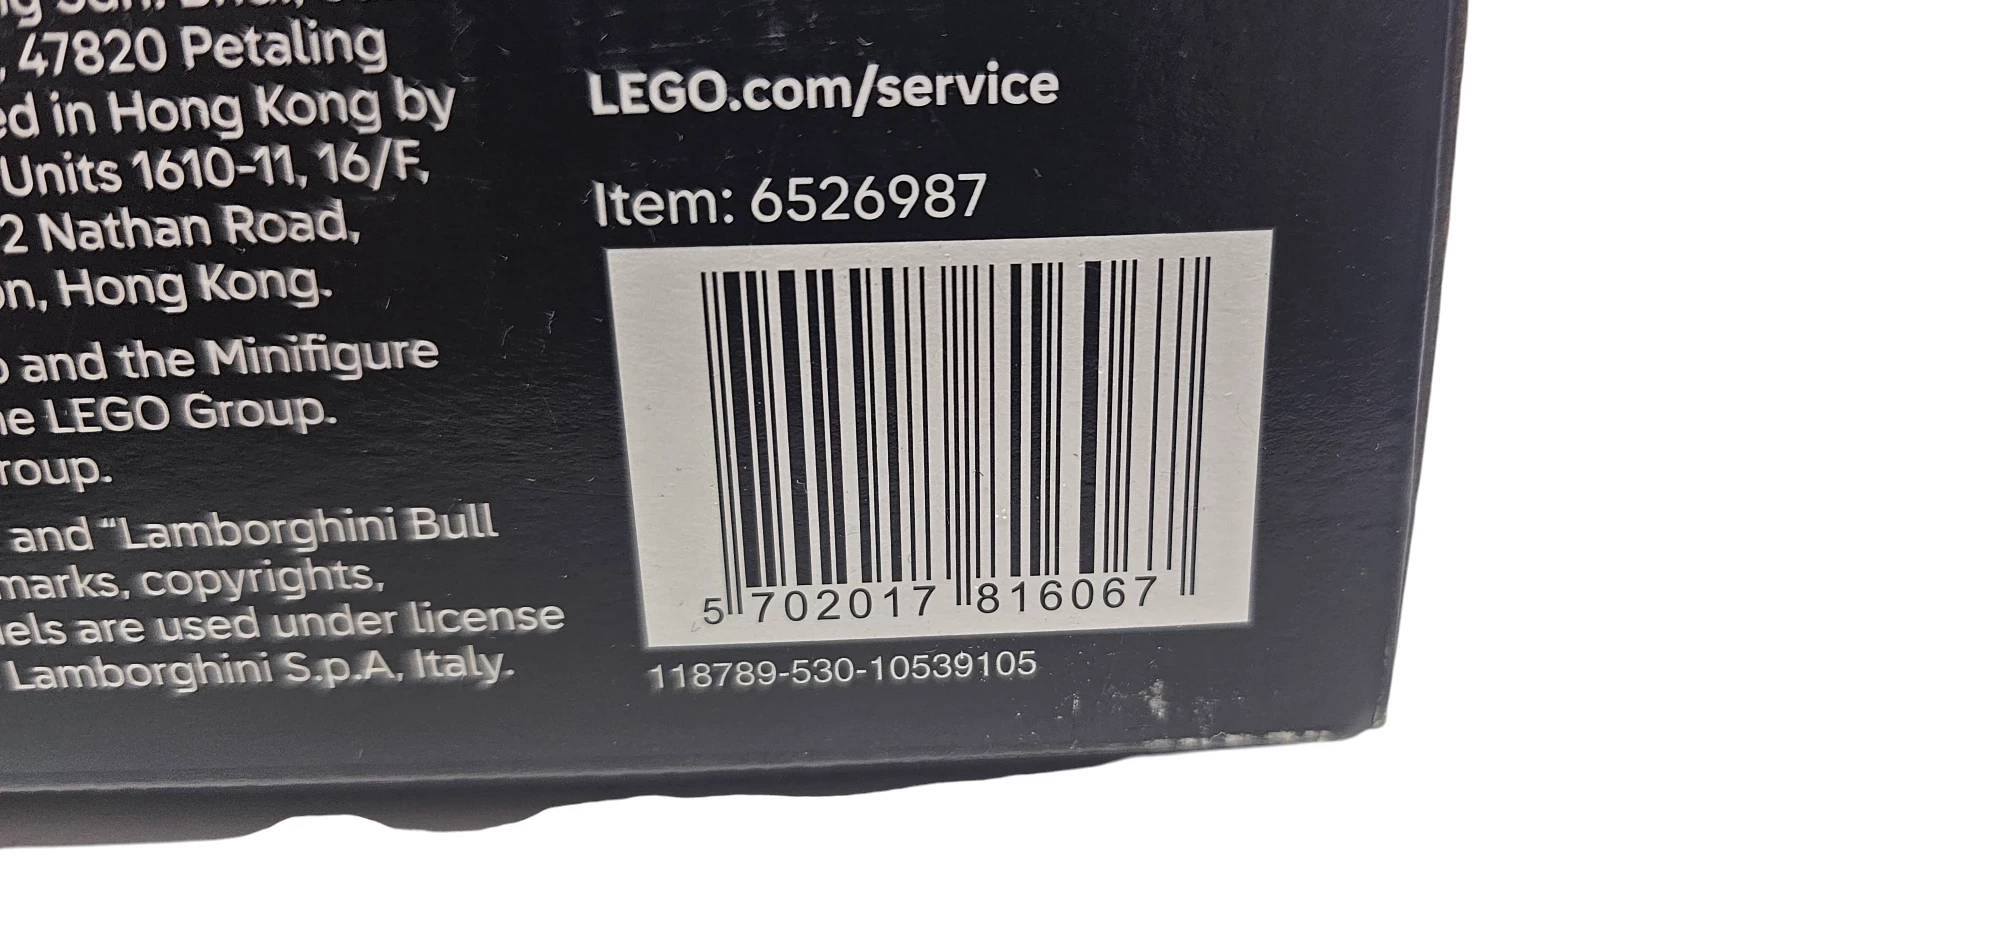 , 47820 Petaling
ed in Hong Kong by
Units 1610-11, 16/F,
2 Nathan Road,
on, Hong Kong.
and the Minifigure
he LEGO Group.
roup.
and “Lamborghini Bull
marks, copyrights,
els are used under license
Lamborghini S.p.A, Italy.
LEGO.com/service
Item: 6526987
5 702017 816067
118789-530-10539105